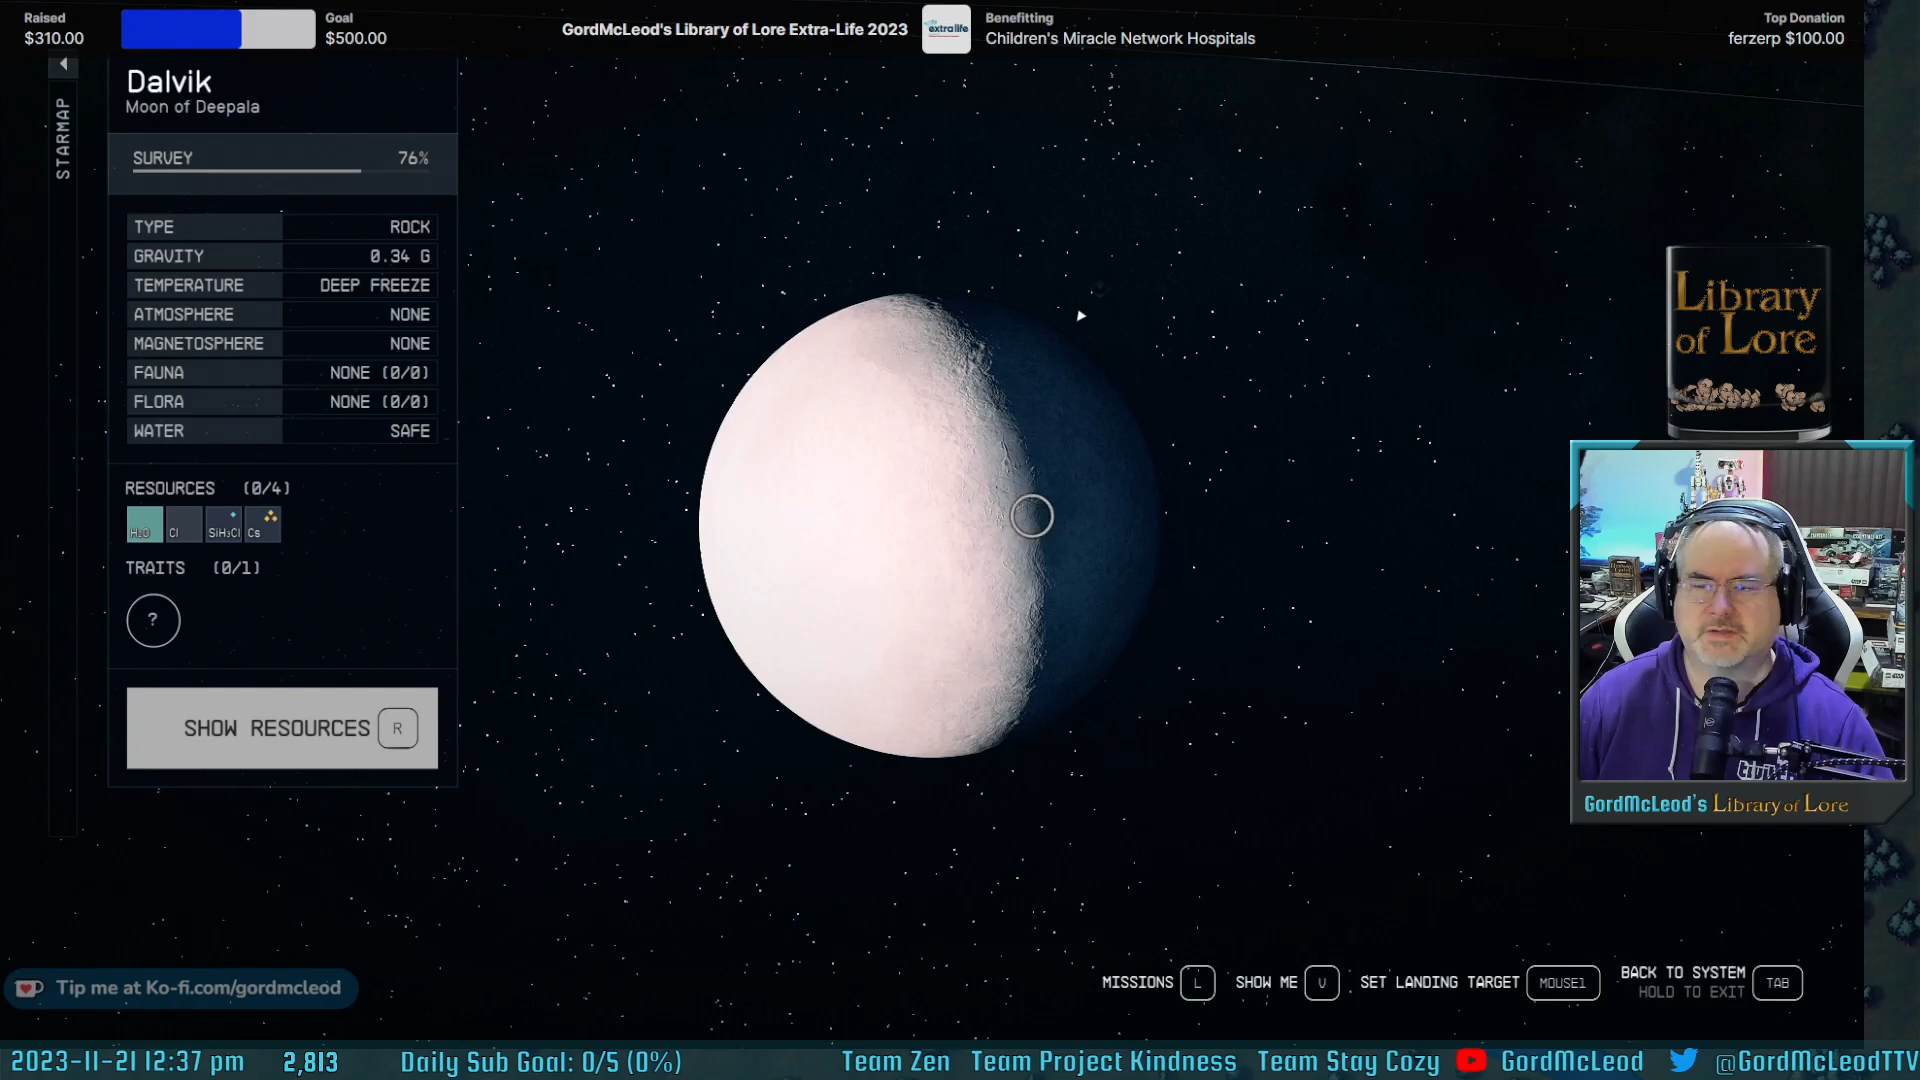 Raised
$310.00
Goal
$500.00
GordMcLeod's Library of Lore Extra-Life 2023
extralife
Benefitting
Children's Miracle Network Hospitals
Top Donation
ferzerp $100.00
STARMAP
Dalvik
Moon of Deepala
SURVEY 76%
TYPE ROCK
GRAVITY 0.34 G
TEMPERATURE DEEP FREEZE
ATMOSPHERE NONE
MAGNETOSPHERE NONE
FAUNA NONE (0/0)
FLORA NONE (0/0)
WATER SAFE
RESOURCES (0/4)
H₂O Cl SiH₃Cl Cs
TRAITS (0/1)
?
SHOW RESOURCES R
Library
of Lore
GordMcLeod's Library of Lore
MISSIONS L SHOW ME V SET LANDING TARGET MOUSE1 BACK TO SYSTEM TAB
HOLD TO EXIT
Tip me at Ko-fi.com/gordmcleod
2023-11-21 12:37 pm 2,813 Daily Sub Goal: 0/5 (0%) Team Zen Team Project Kindness Team Stay Cozy GordMcLeod @GordMcLeodTTV